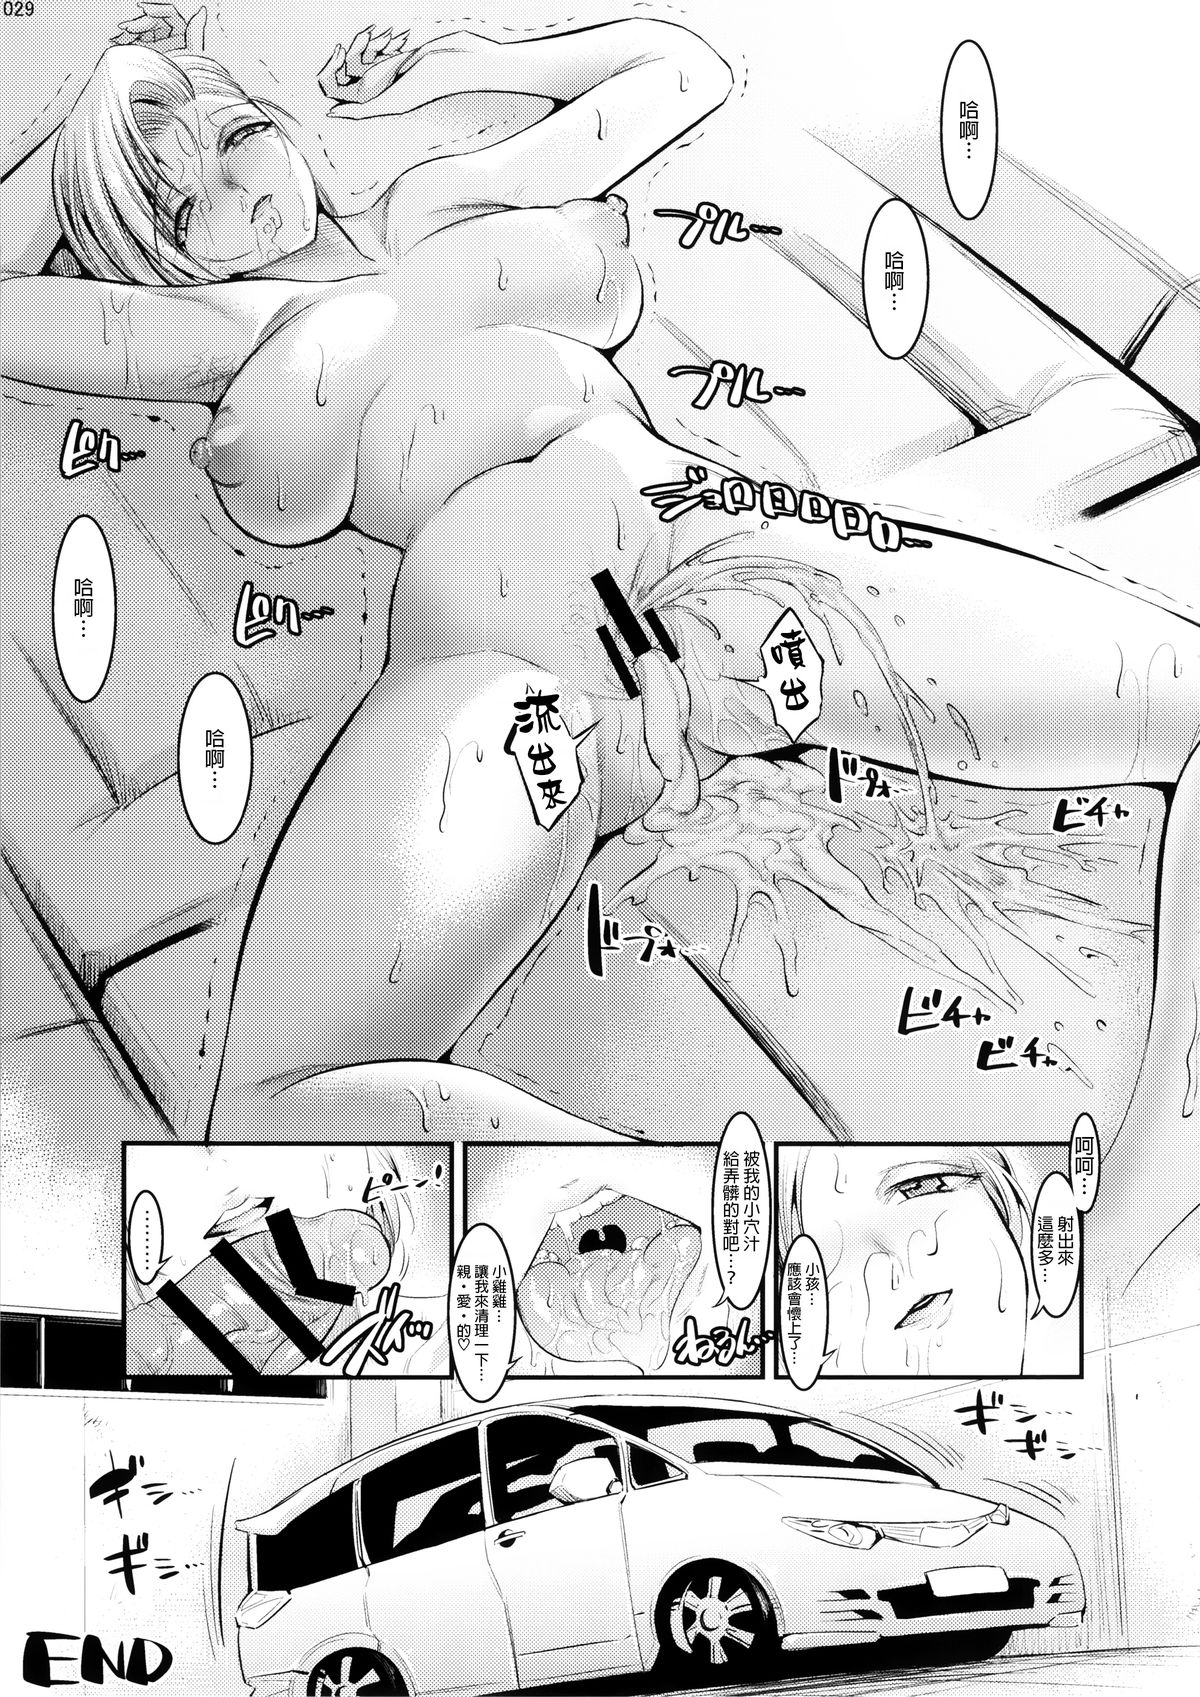 029
哈啊…
哈啊…
プル…
プル…
ビク…
ビク…
ジョロロロロロ…
哈啊…
哈啊…
噴出
流出來
ドプォ…
ドプォ…
ビチャ
ビチャ
ビチャ…
呵呵…
射出來
這麼多…
小孩…
應該會懷上了…
被我的小穴汁
給弄髒的對吧…？
ねろん…
小雞雞…
讓我來清理一下…
親・愛・的♡
ピーン！
………
ギシ…
ギシ…
ギシ…
ギシ…
END